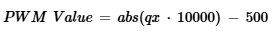 PWM Value = abs(qx · 10000) − 500